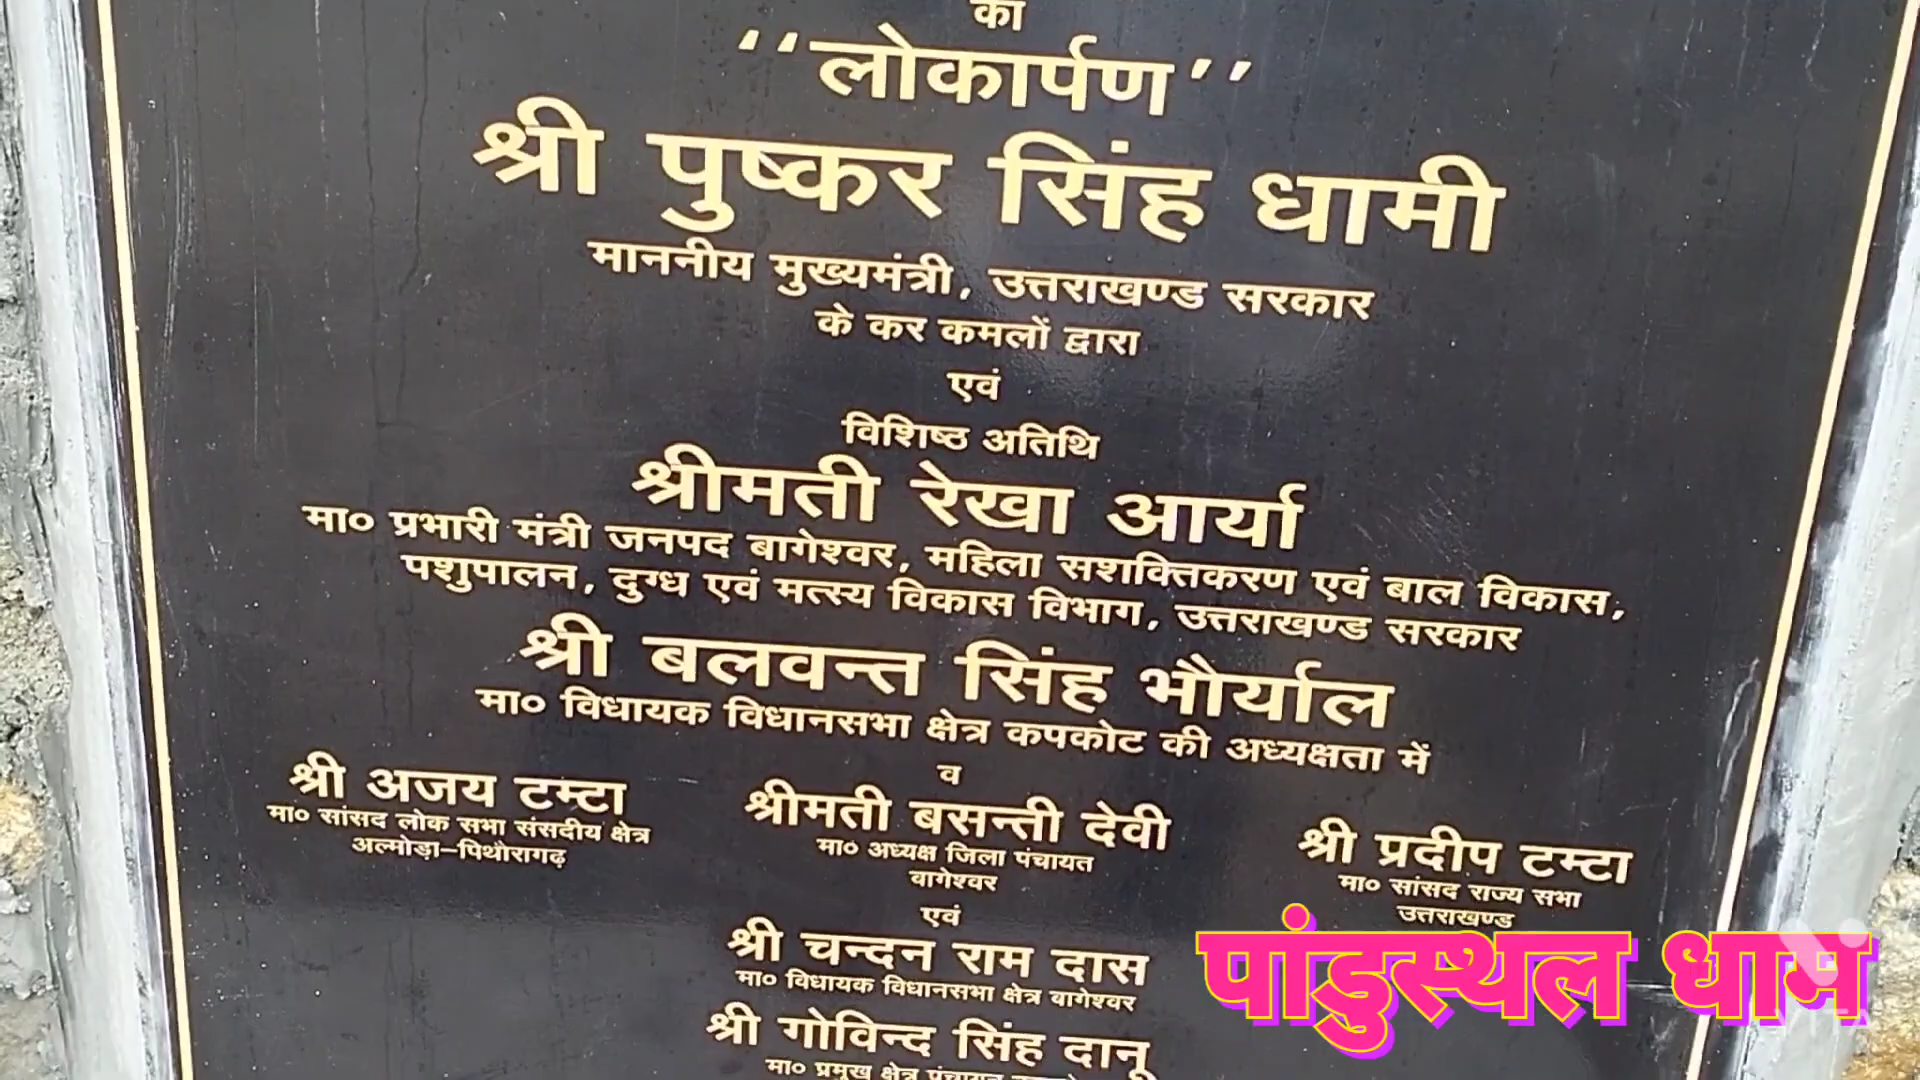 का
“लोकार्पण”
श्री पुष्कर सिंह धामी
माननीय मुख्यमंत्री, उत्तराखण्ड सरकार
के कर कमलों द्वारा
एवं
विशिष्ठ अतिथि
श्रीमती रेखा आर्या
मा० प्रभारी मंत्री जनपद बागेश्वर, महिला सशक्तिकरण एवं बाल विकास,
पशुपालन, दुग्ध एवं मत्स्य विकास विभाग, उत्तराखण्ड सरकार
श्री बलवन्त सिंह भौर्याल
मा० विधायक विधानसभा क्षेत्र कपकोट की अध्यक्षता में
व
श्री अजय टम्टा
मा० सांसद लोक सभा संसदीय क्षेत्र
अल्मोड़ा–पिथौरागढ़
श्रीमती बसन्ती देवी
मा० अध्यक्ष जिला पंचायत
बागेश्वर
श्री प्रदीप टम्टा
मा० सांसद राज्य सभा
उत्तराखण्ड
एवं
श्री चन्दन राम दास
मा० विधायक विधानसभा क्षेत्र बागेश्वर
श्री गोविन्द सिंह दानू
मा० प्रमुख क्षेत्र पंचायत
पांडुस्थल धाम